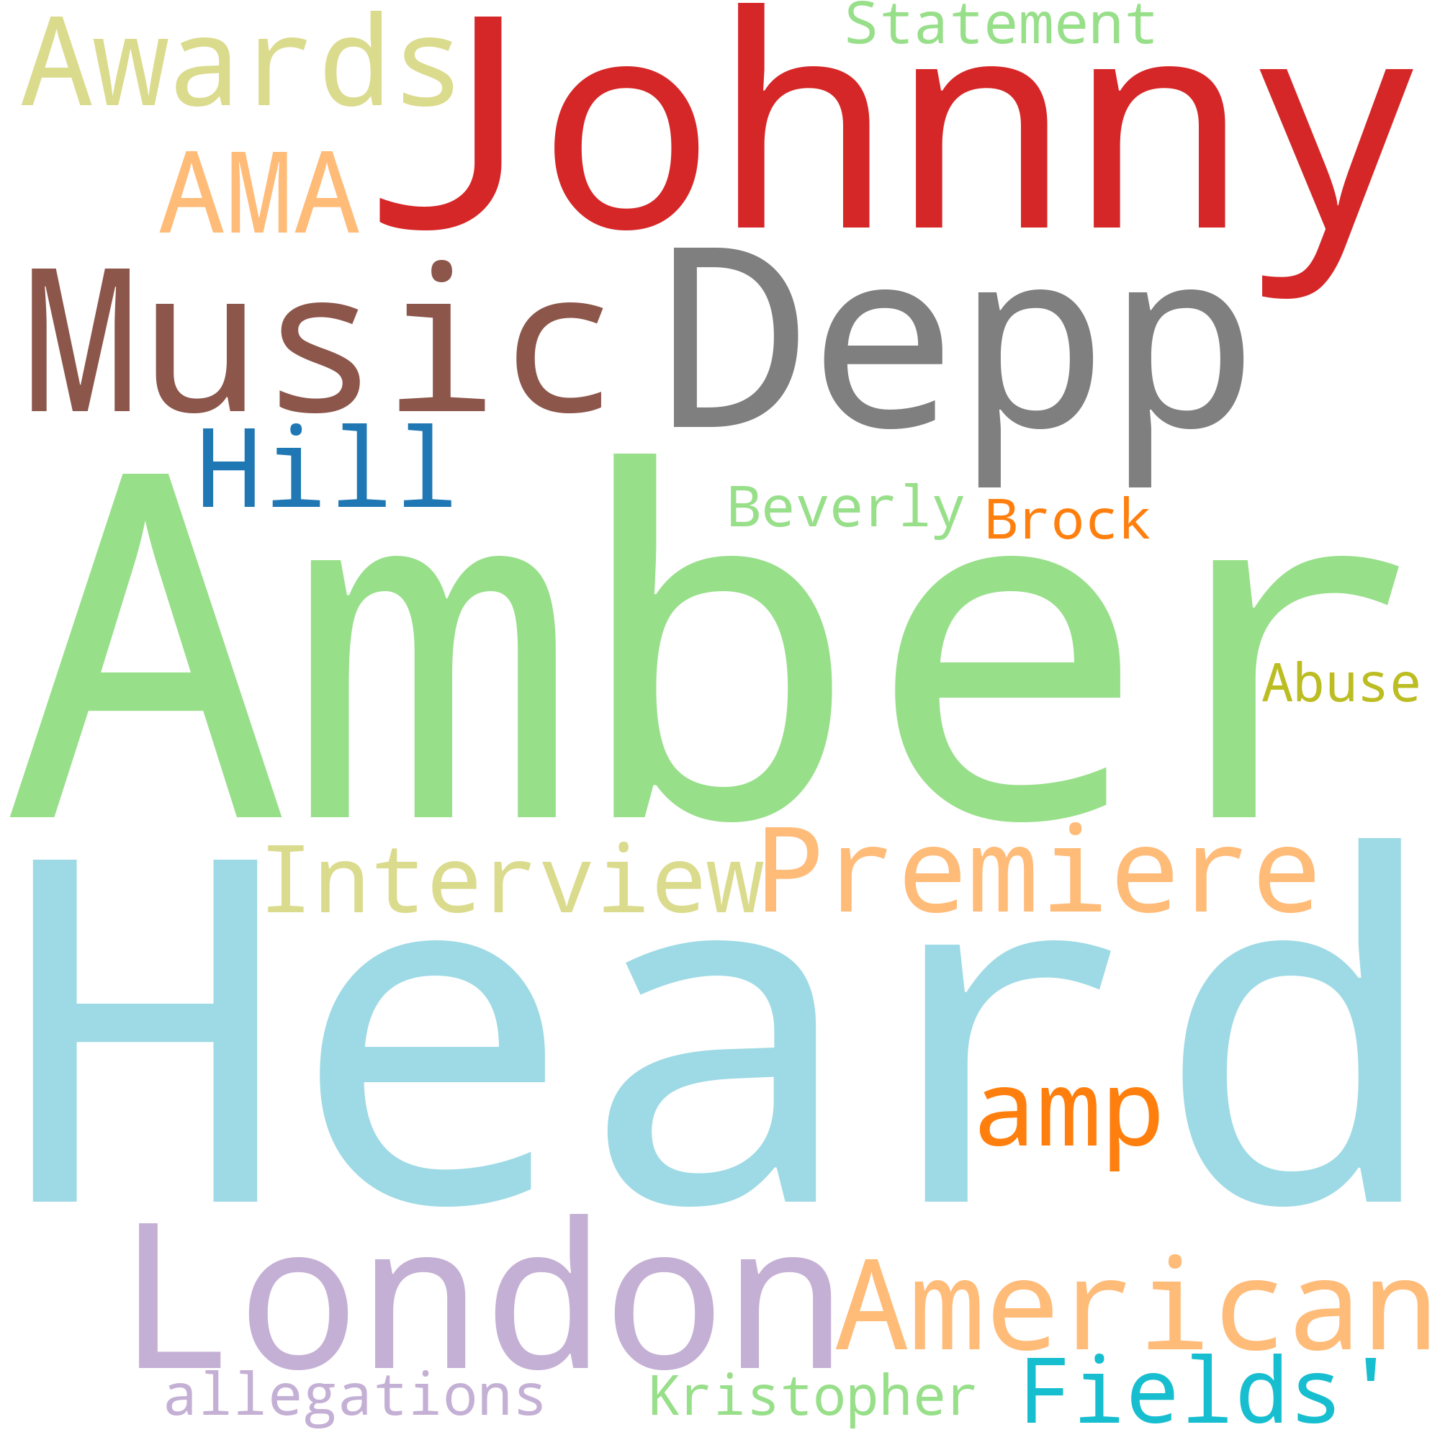 Statement
Awards Johnny
AMA
Music Depp
Hill
Beverly Brock
Amber
Abuse
Interview Premiere
Heard
amp
London American
allegations Kristopher Fields'